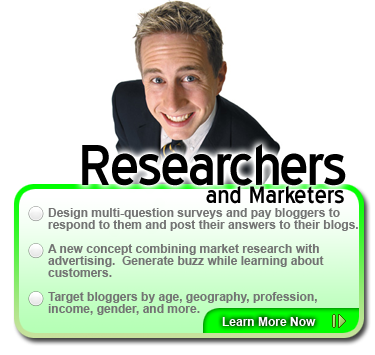 Researchers
and Marketers
Design multi-question surveys and pay bloggers to
respond to them and post their answers to their blogs.
A new concept combining market research with
advertising.  Generate buzz while learning about
customers.
Target bloggers by age, geography, profession,
income, gender, and more.
Learn More Now